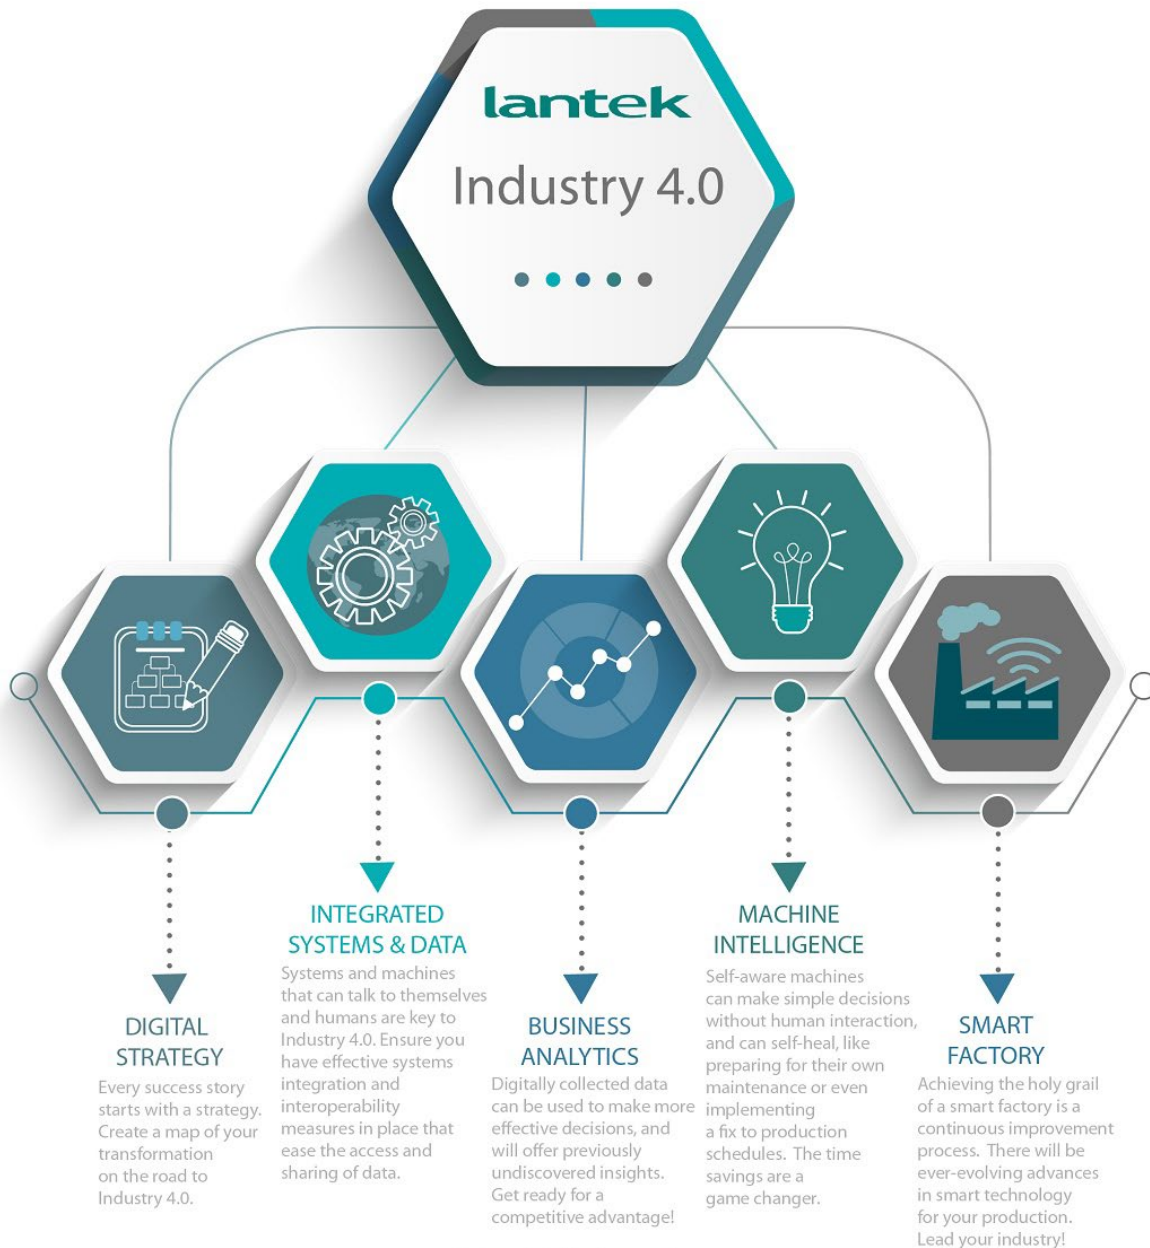 lantek
Industry 4.0
DIGITAL
STRATEGY
Every success story
starts with a strategy.
Create a map of your
transformation
on the road to
Industry 4.0.
INTEGRATED
SYSTEMS & DATA
Systems and machines
that can talk to themselves
and humans are key to
Industry 4.0. Ensure you
have effective systems
integration and
interoperability
measures in place that
ease the access and
sharing of data.
BUSINESS
ANALYTICS
Digitally collected data
can be used to make more
effective decisions, and
will offer previously
undiscovered insights.
Get ready for a
competitive advantage!
MACHINE
INTELLIGENCE
Self-aware machines
can make simple decisions
without human interaction,
and can self-heal, like
preparing for their own
maintenance or even
implementing
a fix to production
schedules. The time
savings are a
game changer.
SMART
FACTORY
Achieving the holy grail
of a smart factory is a
continuous improvement
process. There will be
ever-evolving advances
in smart technology
for your production.
Lead your industry!